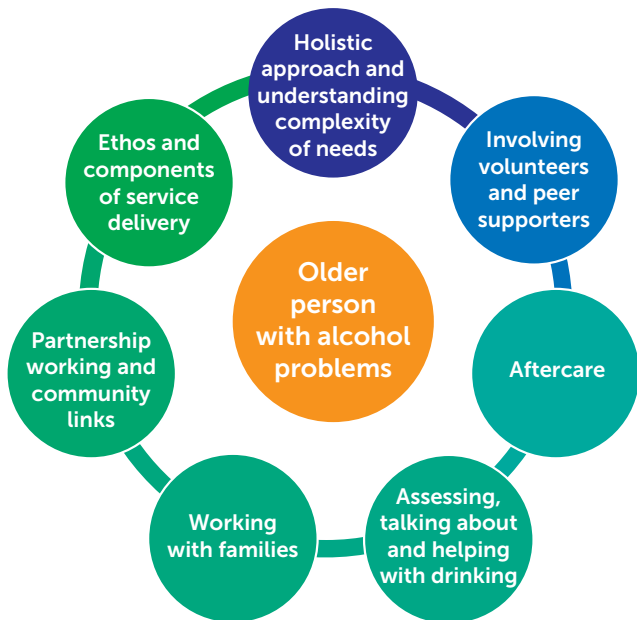 Holistic
approach and
understanding
complexity
of needs
Involving
volunteers
and peer
supporters
Aftercare
Assessing,
talking about
and helping
with drinking
Working
with families
Partnership
working and
community
links
Ethos and
components
of service
delivery
Older
person
with alcohol
problems